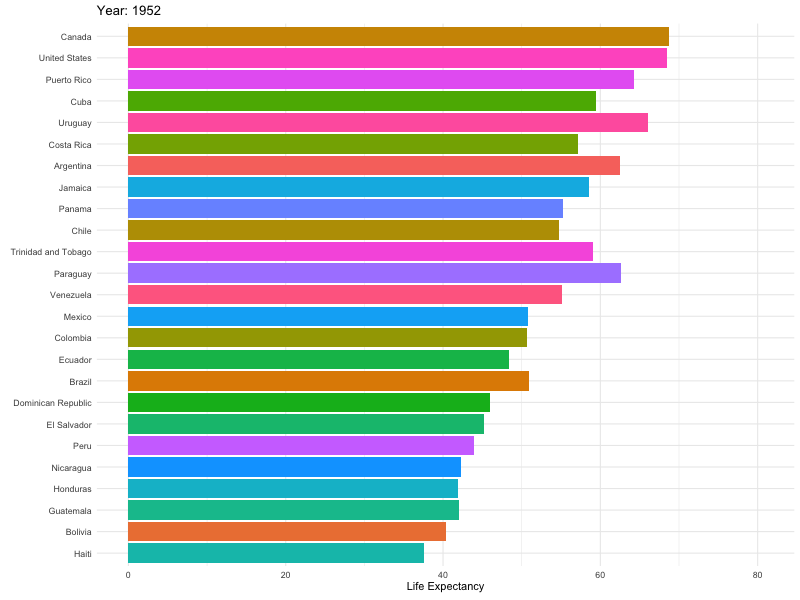 Year: 1952
Canada
United States
Puerto Rico
Cuba
Uruguay
Costa Rica
Argentina
Jamaica
Panama
Chile
Trinidad and Tobago
Paraguay
Venezuela
Mexico
Colombia
Ecuador
Brazil
Dominican Republic
El Salvador
Peru
Nicaragua
Honduras
Guatemala
Bolivia
Haiti
0 20 40 60 80
Life Expectancy